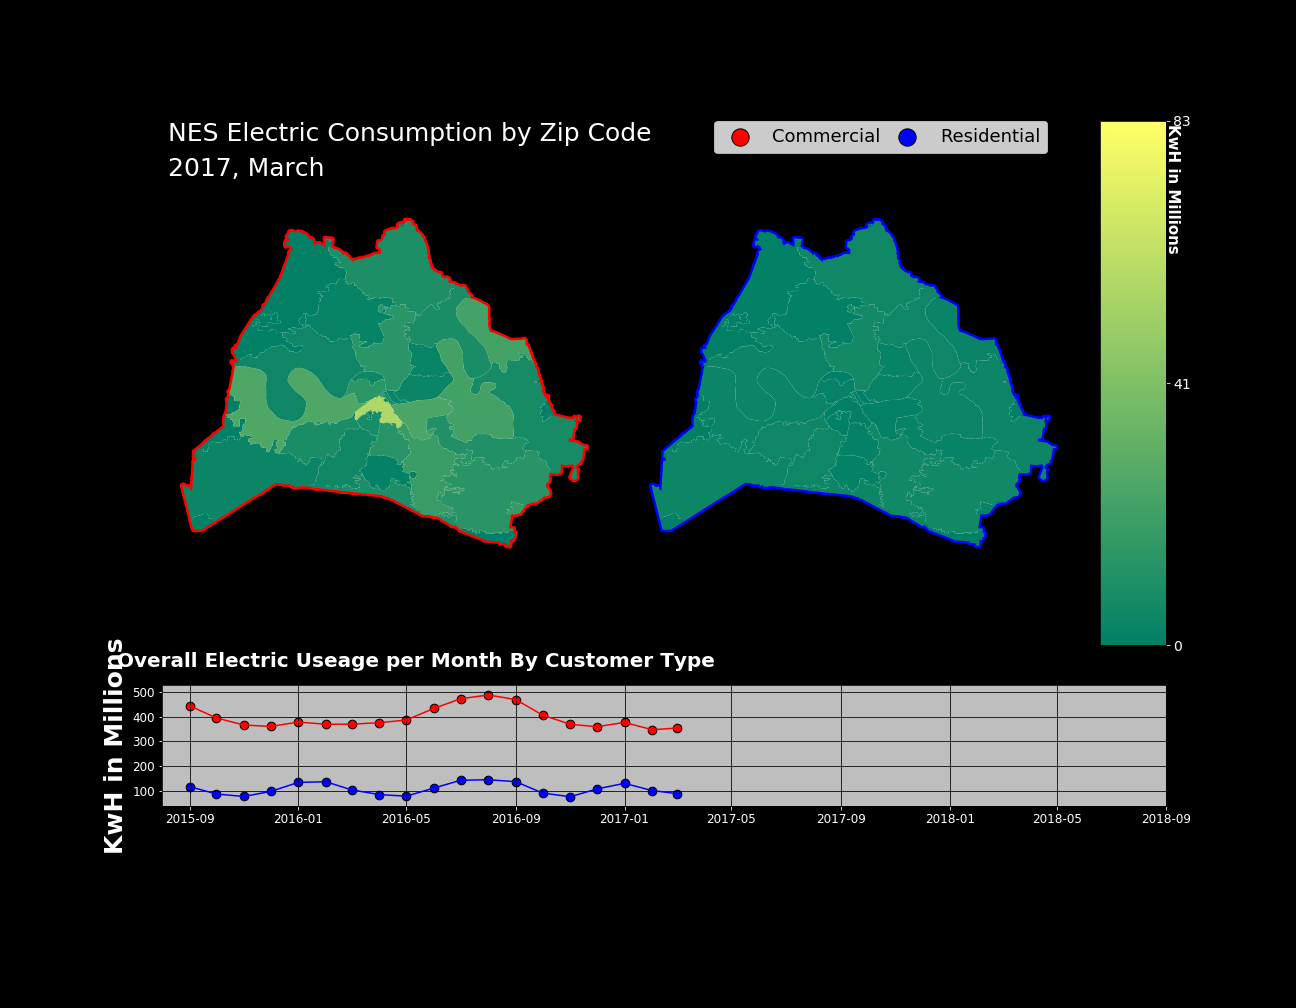 NES Electric Consumption by Zip Code
2017, March
Commercial
Residential
83
41
0
KwH in Millions
Overall Electric Useage per Month By Customer Type
KwH in Millions
500
400
300
200
100
2015-09
2016-01
2016-05
2016-09
2017-01
2017-05
2017-09
2018-01
2018-05
2018-09